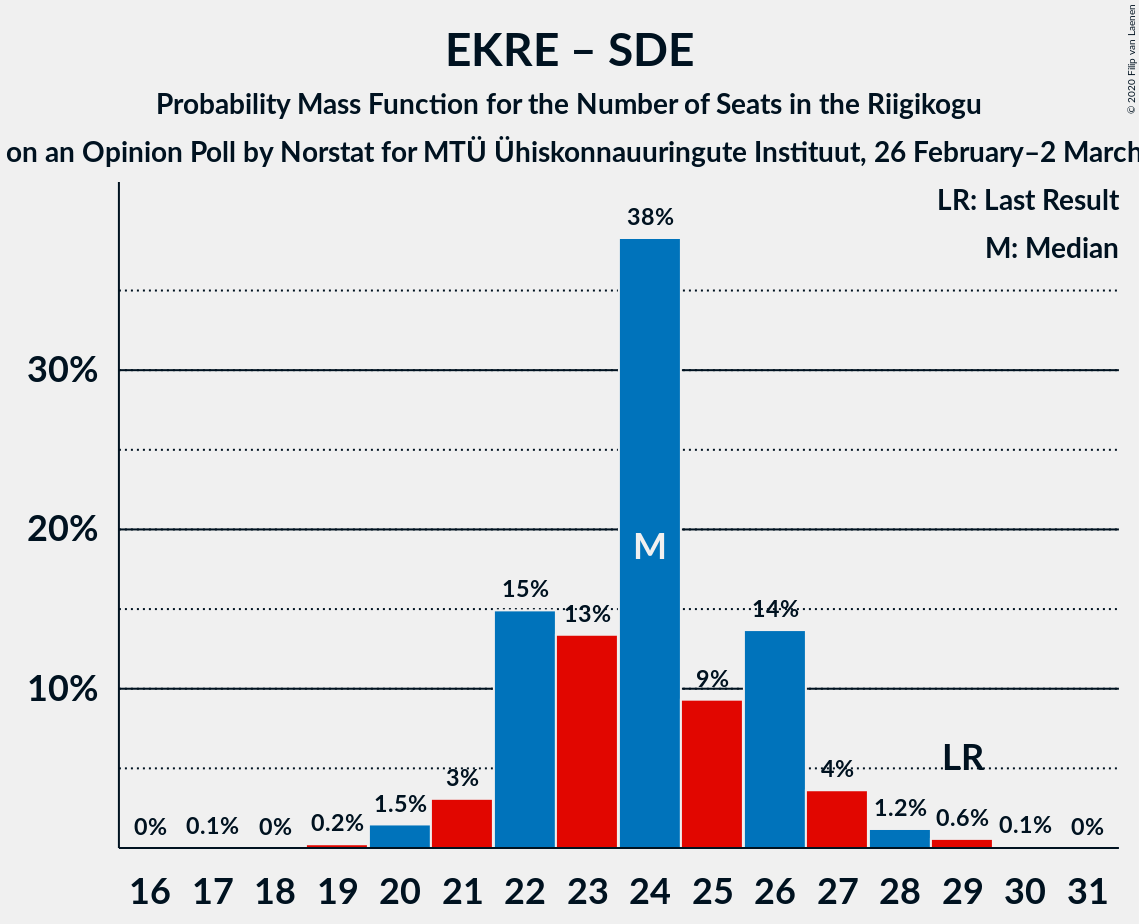 EKRE – SDE
Probability Mass Function for the Number of Seats in the Riigikogu
on an Opinion Poll by Norstat for MTÜ Ühiskonnauuringute Instituut, 26 February–2 March
© 2020 Filip van Laenen
LR: Last Result
M: Median
38%
30%
20%
10%
M
15%
13%
9%
14%
LR
0%
0.1%
0%
0.2%
1.5%
3%
4%
1.2%
0.6%
0.1%
0%
16 17 18 19 20 21 22 23 24 25 26 27 28 29 30 31